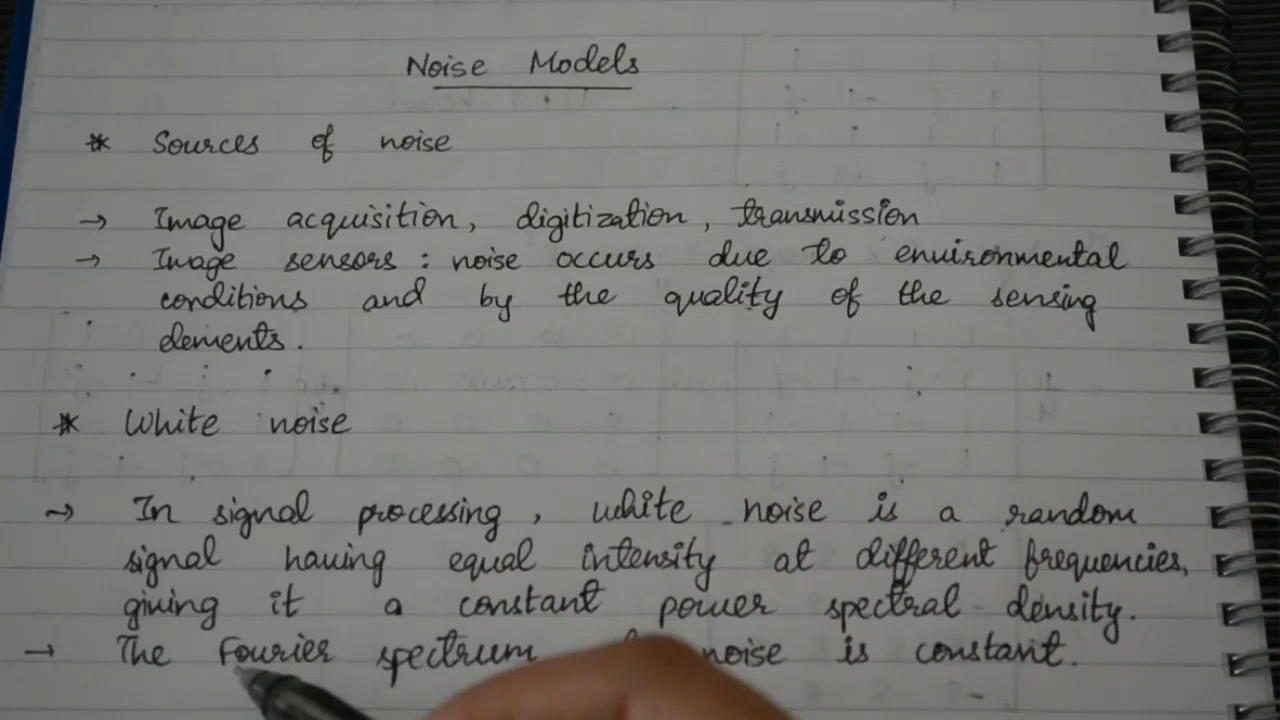 Noise Models
* Sources of noise
→ Image acquisition, digitization, transmission
→ Image sensors : noise occurs due to environmental
conditions and by the quality of the sensing
elements.
* White noise
→ In signal processing, white noise is a random
signal having equal intensity at different frequencies,
giving it a constant power spectral density.
→ The Fourier spectrum noise is constant.